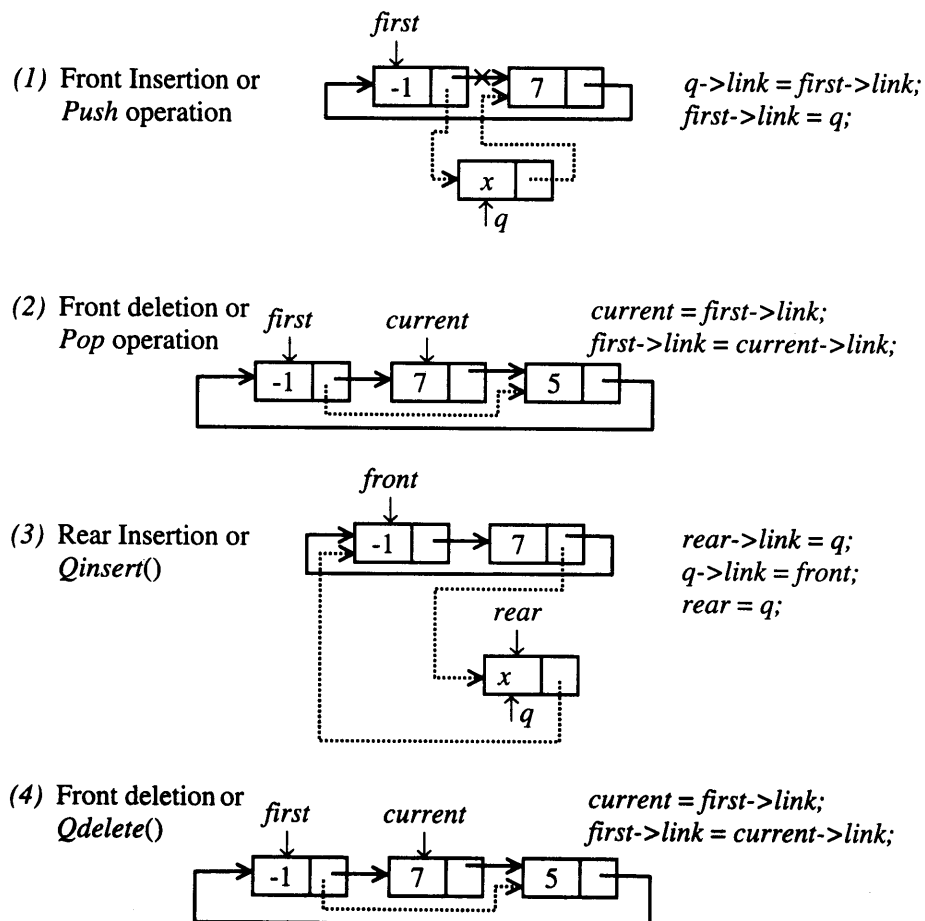 first
(1) Front Insertion or
Push operation
-1
7
q->link = first->link;
first->link = q;
x
q
(2) Front deletion or
Pop operation
first
current
current = first->link;
first->link = current->link;
-1
7
5
front
(3) Rear Insertion or
Qinsert()
-1
7
rear->link = q;
q->link = front;
rear = q;
rear
x
q
(4) Front deletion or
Qdelete()
first
current
current = first->link;
first->link = current->link;
-1
7
5